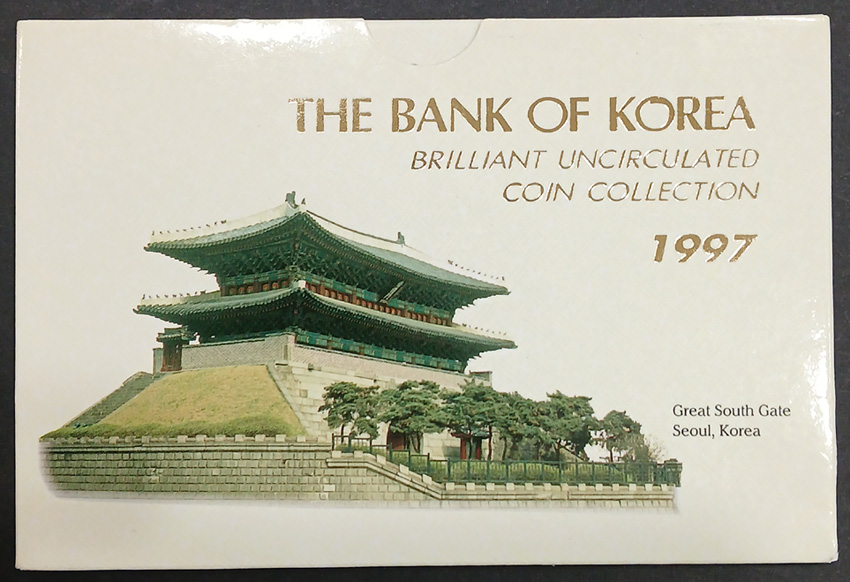 THE BANK OF KOREA
BRILLIANT UNCIRCULATED
COIN COLLECTION
1997
Great South Gate
Seoul, Korea